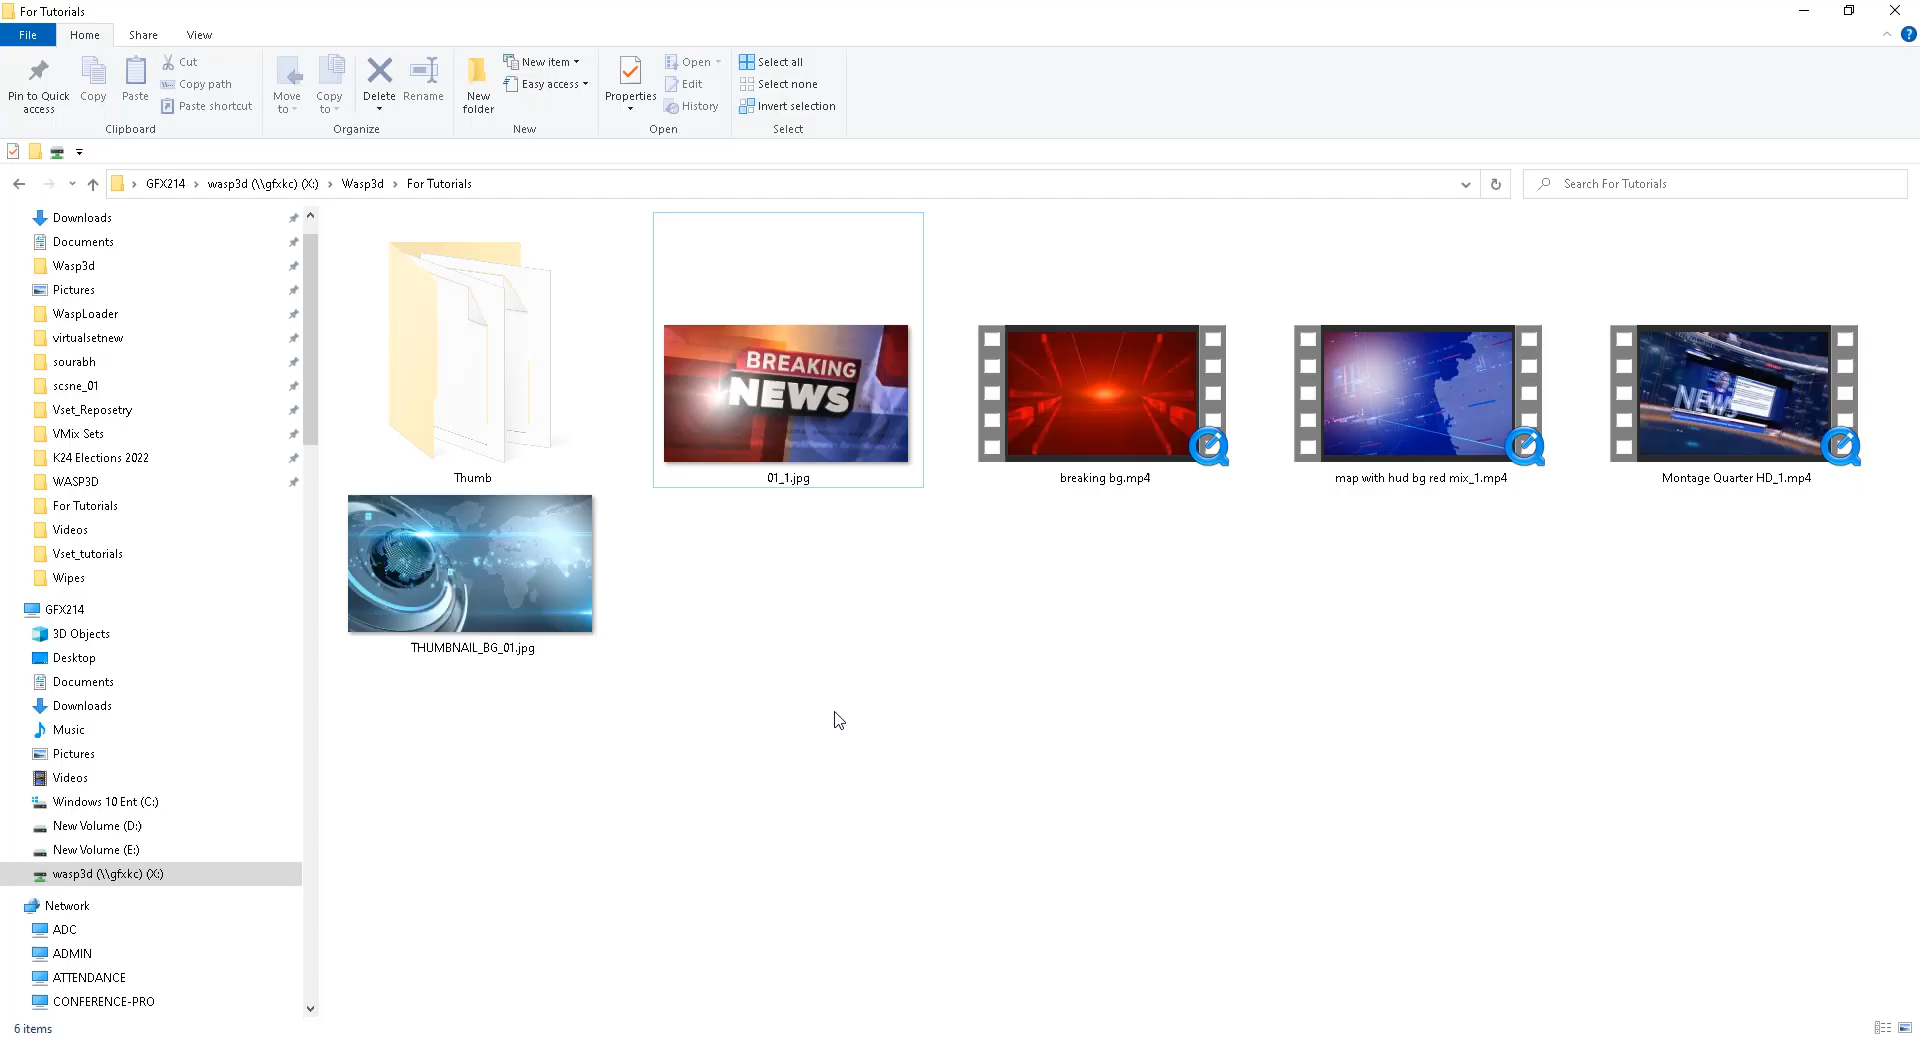 For Tutorials
File Home Share View
Pin to Quick access
Copy
Paste
Cut
Copy path
Paste shortcut
Clipboard
Move to
Copy to
Delete
Rename
Organize
New folder
New item
Easy access
New
Properties
Open
Edit
History
Open
Select all
Select none
Invert selection
Select
GFX214 › wasp3d (\\gfxkc) (X:) › Wasp3d › For Tutorials
Search For Tutorials
Downloads
Documents
Wasp3d
Pictures
WaspLoader
virtualsetnew
sourabh
scsne_01
Vset_Reposetry
VMix Sets
K24 Elections 2022
WASP3D
For Tutorials
Videos
Vset_tutorials
Wipes
GFX214
3D Objects
Desktop
Documents
Downloads
Music
Pictures
Videos
Windows 10 Ent (C:)
New Volume (D:)
New Volume (E:)
wasp3d (\\gfxkc) (X:)
Network
ADC
ADMIN
ATTENDANCE
CONFERENCE-PRO
Thumb
BREAKING
NEWS
01_1.jpg
breaking bg.mp4
map with hud bg red mix_1.mp4
NEWS
Montage Quarter HD_1.mp4
THUMBNAIL_BG_01.jpg
6 items